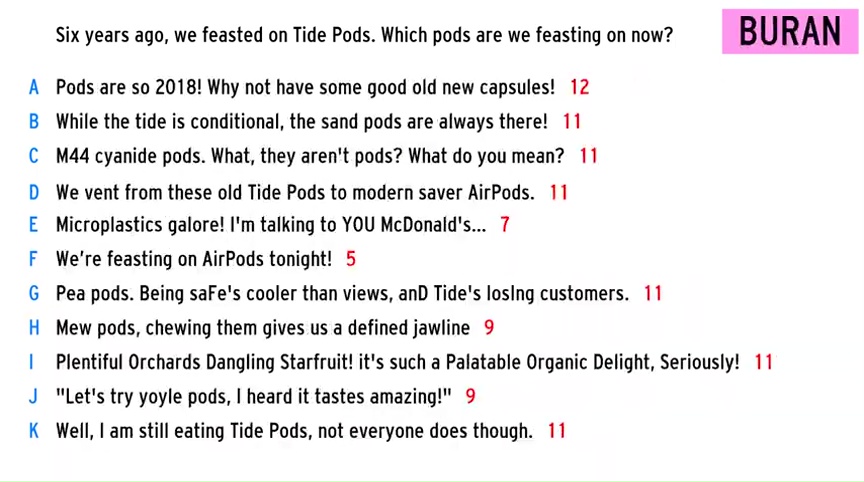 Six years ago, we feasted on Tide Pods. Which pods are we feasting on now?
BURAN
A Pods are so 2018! Why not have some good old new capsules! 12
B While the tide is conditional, the sand pods are always there! 11
C M44 cyanide pods. What, they aren't pods? What do you mean? 11
D We vent from these old Tide Pods to modern saver AirPods. 11
E Microplastics galore! I'm talking to YOU McDonald's... 7
F We're feasting on AirPods tonight! 5
G Pea pods. Being saFe's cooler than views, anD Tide's losIng customers. 11
H Mew pods, chewing them gives us a defined jawline 9
I Plentiful Orchards Dangling Starfruit! it's such a Palatable Organic Delight, Seriously! 11
J "Let's try yoyle pods, I heard it tastes amazing!" 9
K Well, I am still eating Tide Pods, not everyone does though. 11